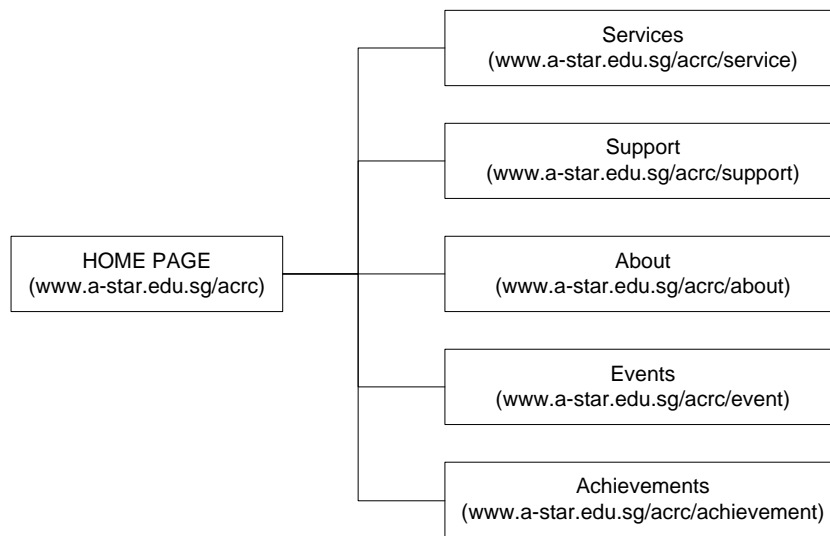 Services
(www.a-star.edu.sg/acrc/service)
Support
(www.a-star.edu.sg/acrc/support)
HOME PAGE
(www.a-star.edu.sg/acrc)
About
(www.a-star.edu.sg/acrc/about)
Events
(www.a-star.edu.sg/acrc/event)
Achievements
(www.a-star.edu.sg/acrc/achievement)